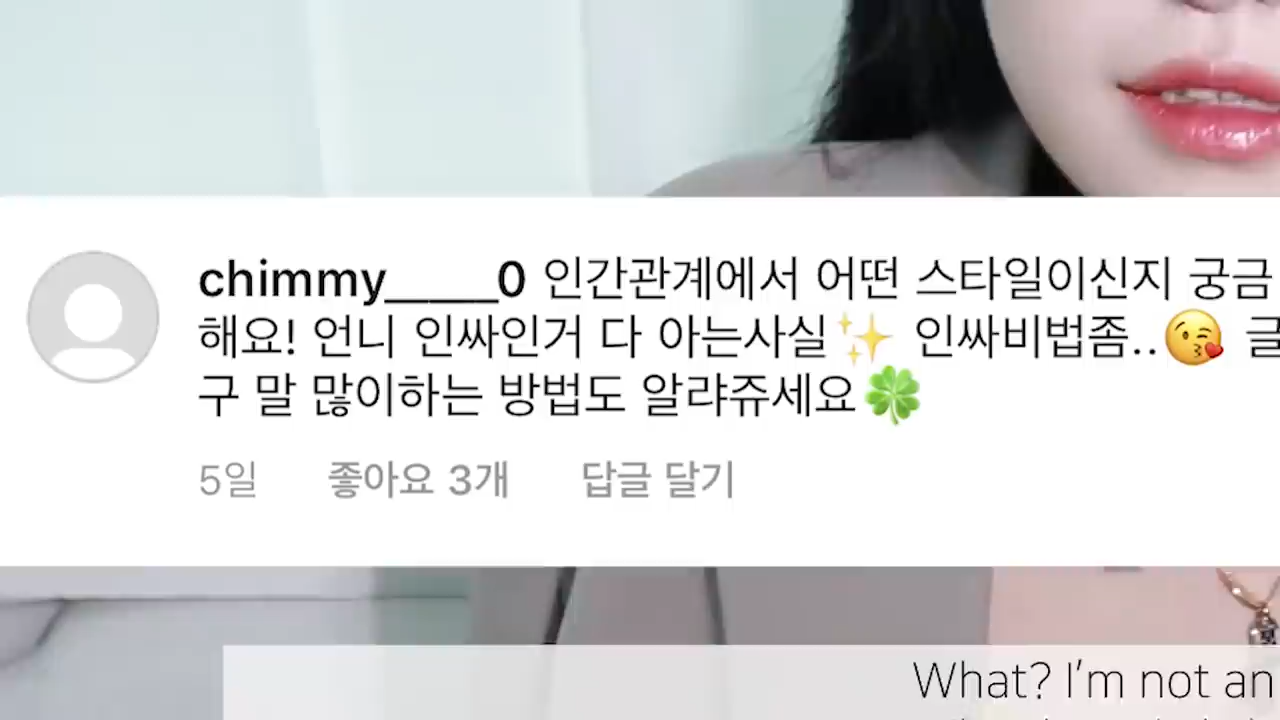 chimmy_____0 인간관계에서 어떤 스타일이신지 궁금
해요! 언니 인싸인거 다 아는사실✨ 인싸비법좀..😘 글
구 말 많이하는 방법도 알랴쥬세요🍀
5일 좋아요 3개 답글 달기
What? I'm not an